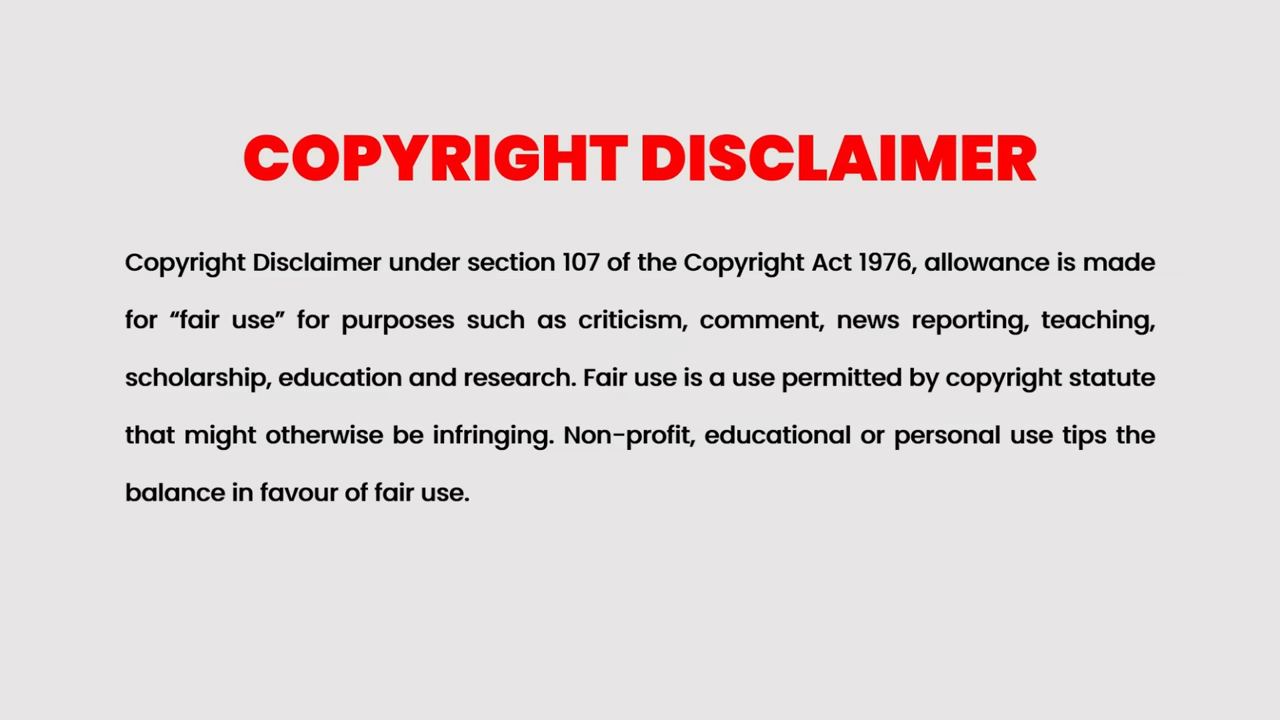 COPYRIGHT DISCLAIMER
Copyright Disclaimer under section 107 of the Copyright Act 1976, allowance is made
for “fair use” for purposes such as criticism, comment, news reporting, teaching,
scholarship, education and research. Fair use is a use permitted by copyright statute
that might otherwise be infringing. Non-profit, educational or personal use tips the
balance in favour of fair use.